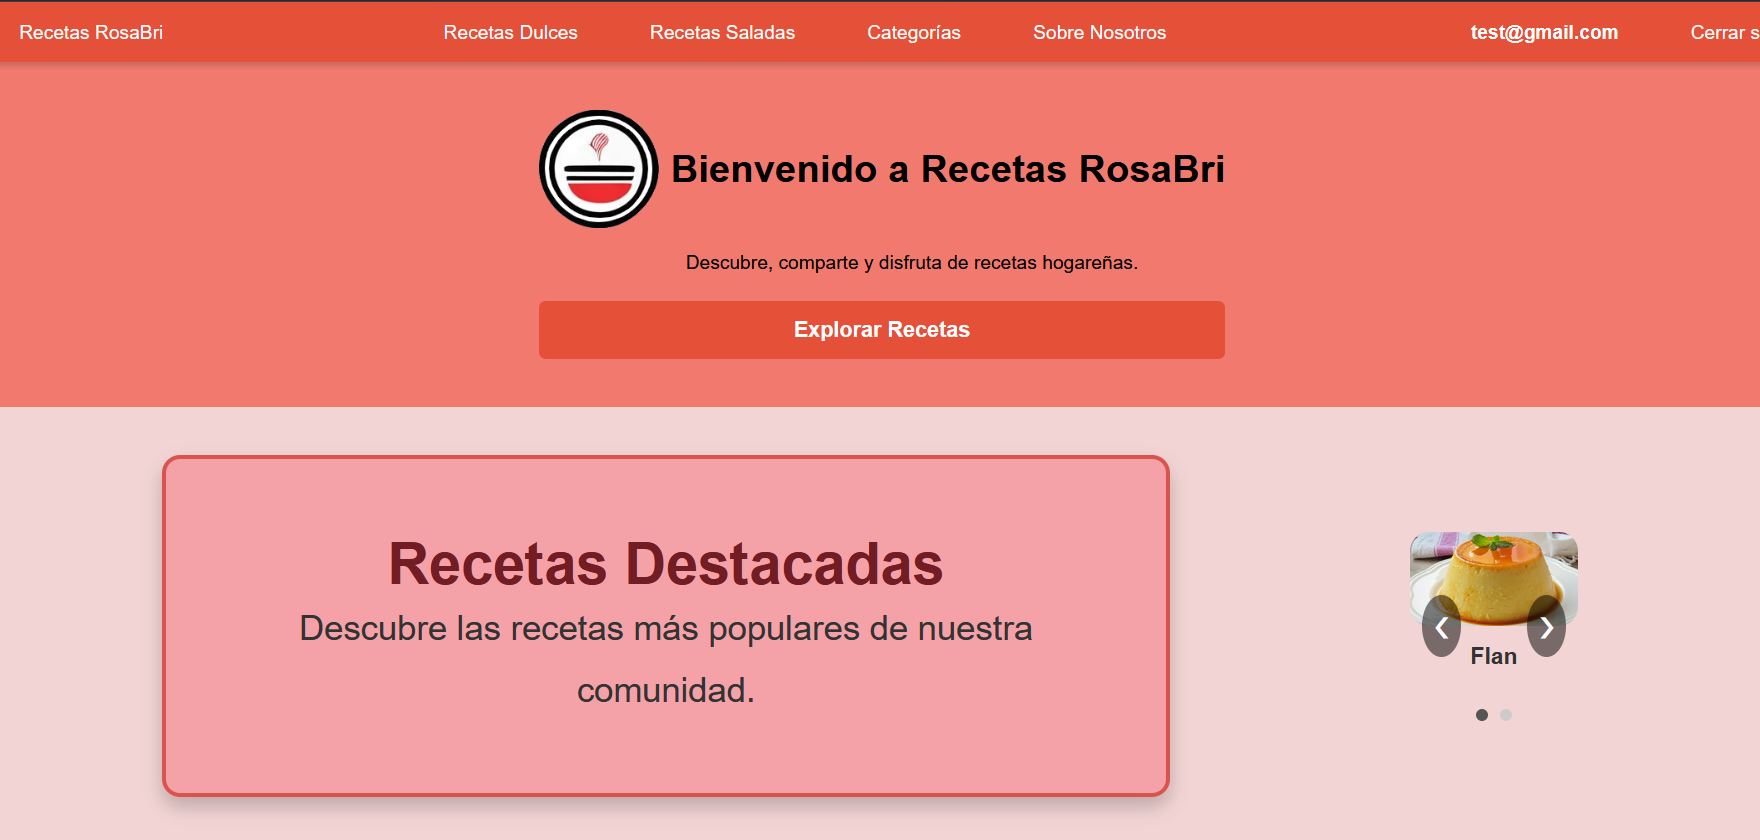 Recetas RosaBri
Recetas Dulces
Recetas Saladas
Categorías
Sobre Nosotros
test@gmail.com
Cerrar s
Bienvenido a Recetas RosaBri
Descubre, comparte y disfruta de recetas hogareñas.
Explorar Recetas
Recetas Destacadas
Descubre las recetas más populares de nuestra
comunidad.
Flan